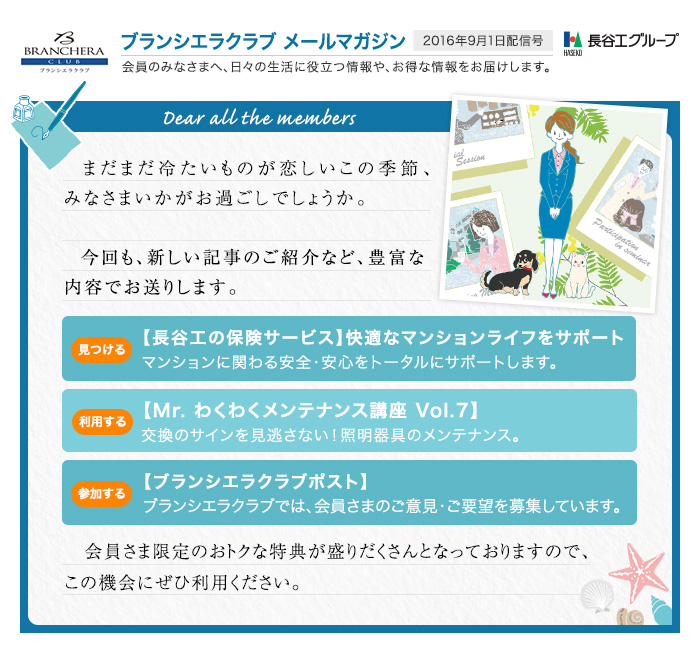 BRANCHERA
CLUB
ブランシエラクラブ
ブランシエラクラブ メールマガジン
2016年9月1日配信号
HASEKO
長谷工グループ
会員のみなさまへ、日々の生活に役立つ情報や、お得な情報をお届けします。
Dear all the members
まだまだ冷たいものが恋しいこの季節、
みなさまいかがお過ごしでしょうか。
今回も、新しい記事のご紹介など、豊富な
内容でお送りします。
Session
Participation
in seminar
見つける
【長谷工の保険サービス】快適なマンションライフをサポート
マンションに関わる安全・安心をトータルにサポートします。
利用する
【Mr. わくわくメンテナンス講座 Vol.7】
交換のサインを見逃さない！照明器具のメンテナンス。
参加する
【ブランシエラクラブポスト】
ブランシエラクラブでは、会員さまのご意見・ご要望を募集しています。
会員さま限定のおトクな特典が盛りだくさんとなっておりますので、
この機会にぜひ利用ください。